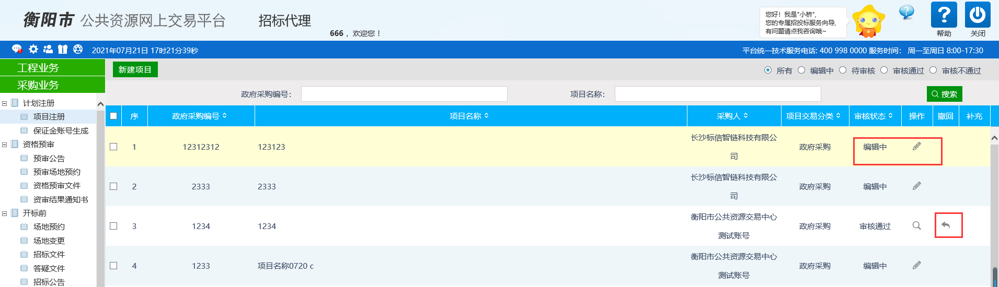 衡阳市 公共资源网上交易平台 招标代理
666 ，欢迎您！
您好！我是"小桥",
您的专属招投标服务向导,
有问题请点我咨询哦~
帮助
关闭
2021年07月21日 17时21分39秒
平台统一技术服务电话: 400 998 0000 服务时间： 周一至周日 8:00-17:30
工程业务
采购业务
计划注册
项目注册
保证金账号生成
资格预审
预审公告
预审场地预约
资格预审文件
资审结果通知书
开标前
场地预约
场地变更
招标文件
答疑文件
招标公告
新建项目
所有 编辑中 待审核 审核通过 审核不通过
政府采购编号： 项目名称： 搜索
序 政府采购编号 项目名称 采购人 项目交易分类 审核状态 操作 撤回 补充
1 12312312 123123 长沙标信智链科技有限公
司 政府采购 编辑中
2 2333 2333 长沙标信智链科技有限公
司 政府采购 编辑中
3 1234 1234 衡阳市公共资源交易中心
测试账号 政府采购 审核通过
4 1233 项目名称0720 c 衡阳市公共资源交易中心
测试账号 政府采购 编辑中